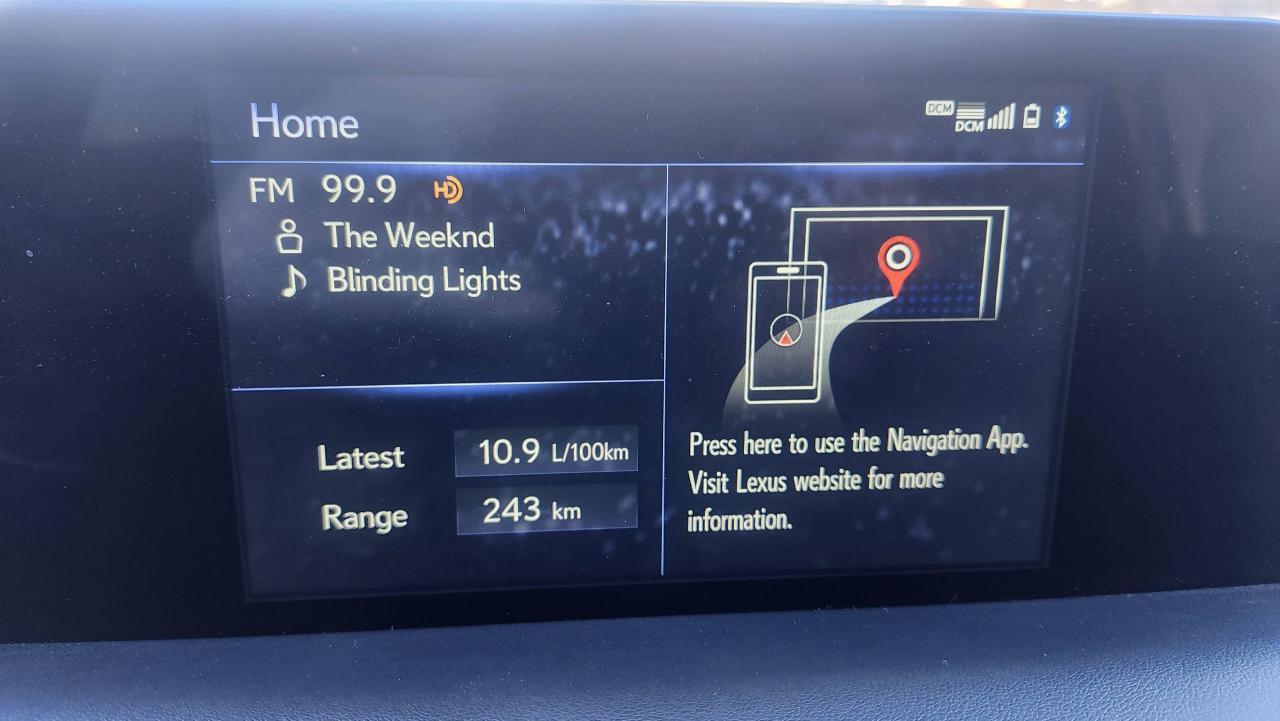 Home
DCM
DCM
FM 99.9 HD
The Weeknd
Blinding Lights
Latest 10.9 L/100km
Range 243 km
Press here to use the Navigation App.
Visit Lexus website for more
information.